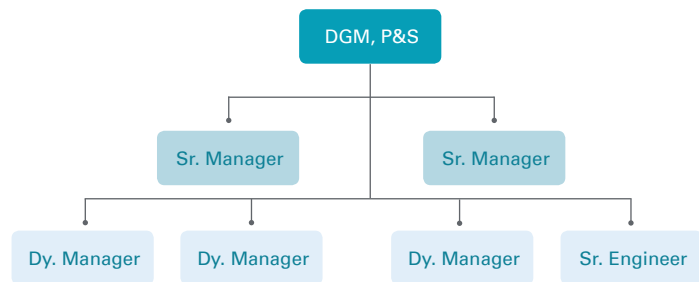 DGM, P&S
Sr. Manager
Sr. Manager
Dy. Manager
Dy. Manager
Dy. Manager
Sr. Engineer